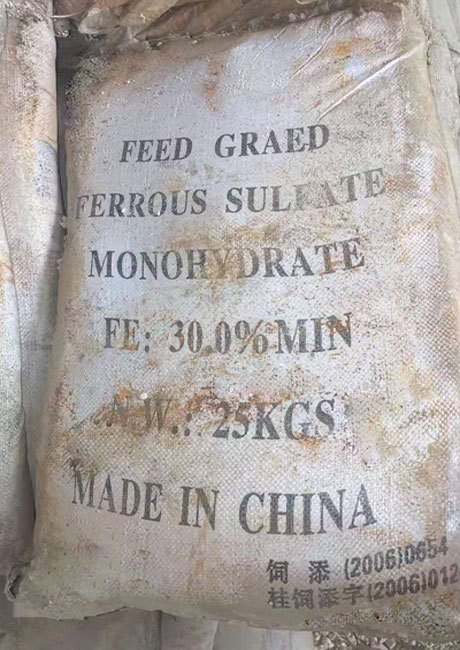 FEED GRAED
FERROUS SULFATE
MONOHYDRATE
FE: 30.0% MIN
N.W.: 25KGS
MADE IN CHINA
饲 添 (2006)0654
桂饲添字(2006)012